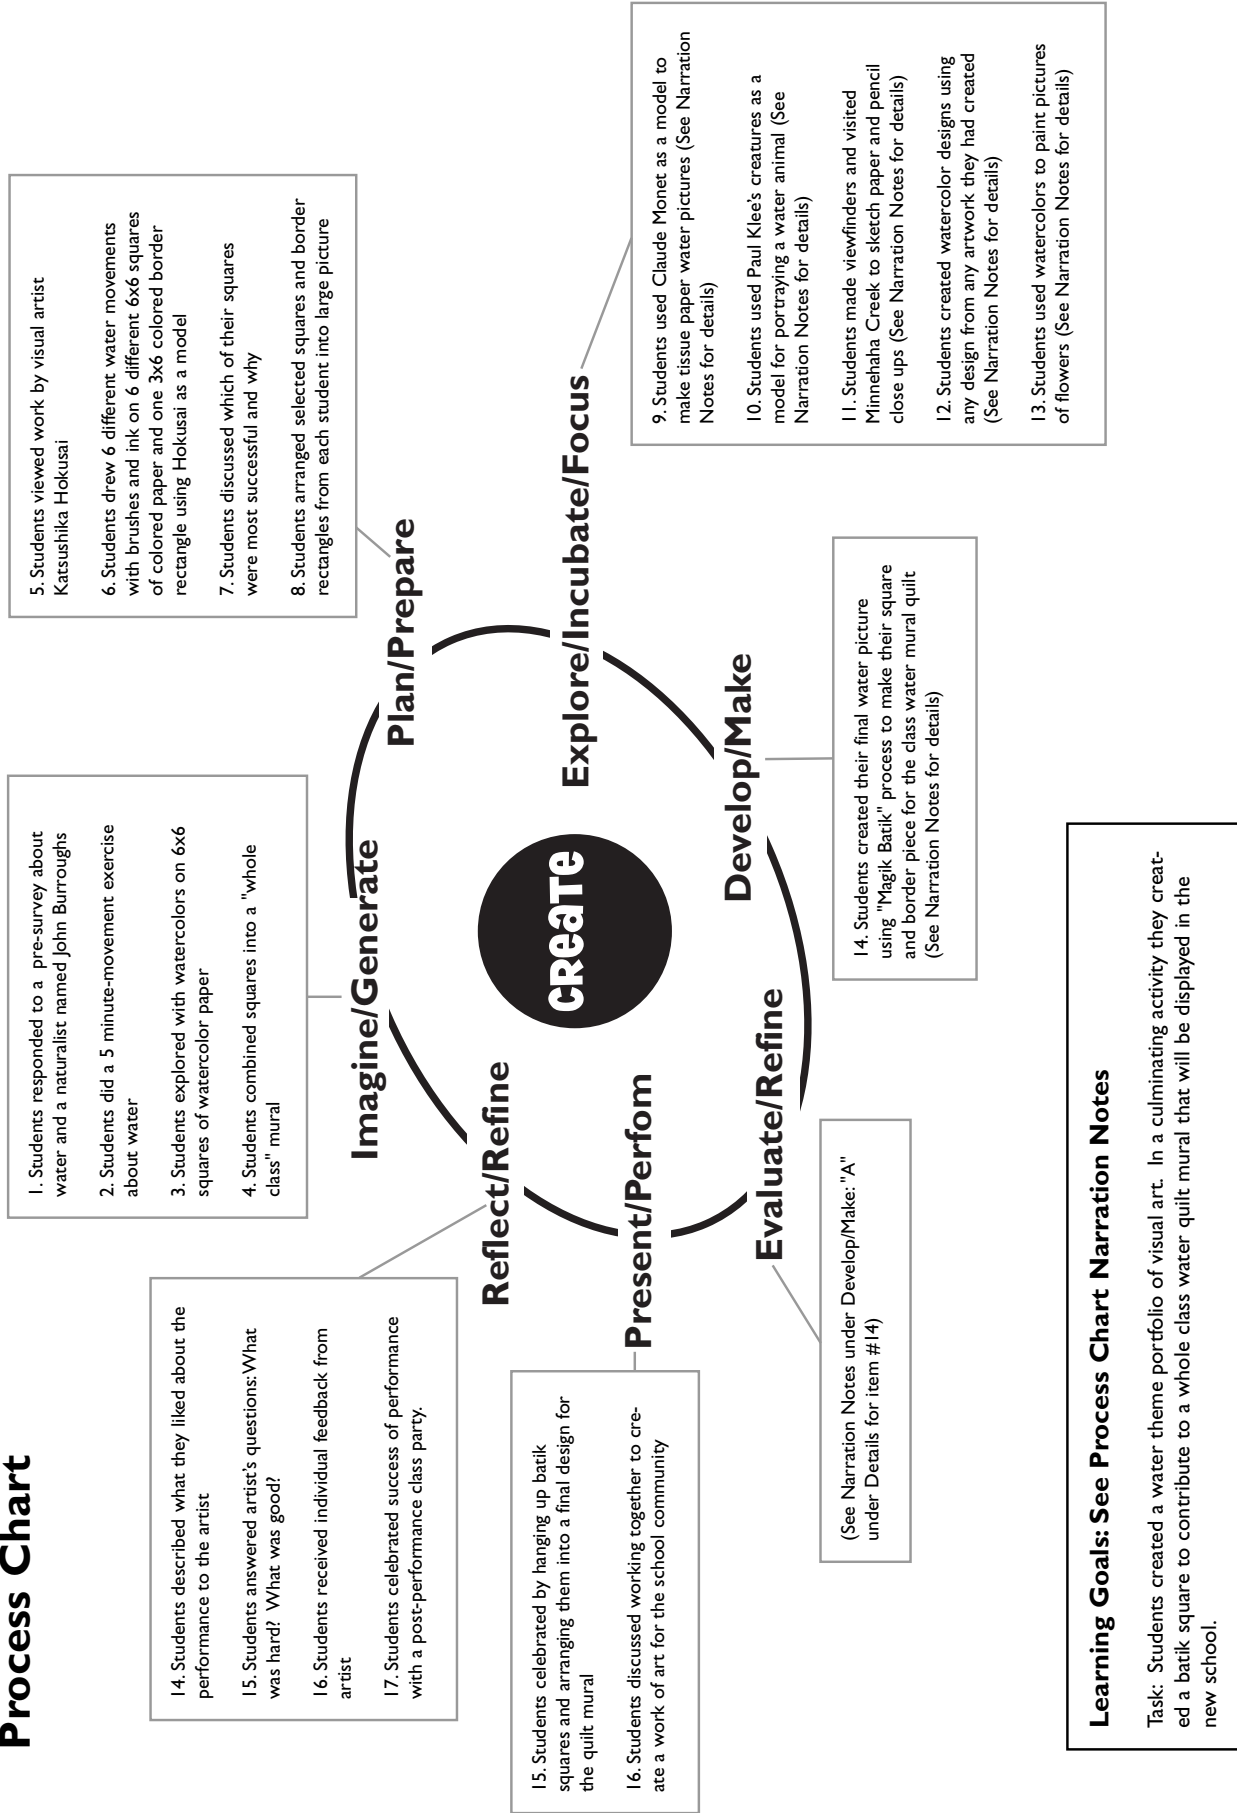 Process Chart
1. Students responded to a pre-survey about
water and a naturalist named John Burroughs
2. Students did a 5 minute-movement exercise
about water
3. Students explored with watercolors on 6x6
squares of watercolor paper
4. Students combined squares into a "whole
class" mural
5. Students viewed work by visual artist
Katsushika Hokusai
6. Students drew 6 different water movements
with brushes and ink on 6 different 6x6 squares
of colored paper and one 3x6 colored border
rectangle using Hokusai as a model
7. Students discussed which of their squares
were most successful and why
8. Students arranged selected squares and border
rectangles from each student into large picture
14. Students described what they liked about the
performance to the artist
15. Students answered artist's questions: What
was hard? What was good?
16. Students received individual feedback from
artist
17. Students celebrated success of performance
with a post-performance class party.
Imagine/Generate
Plan/Prepare
Reflect/Refine
CREATE
Explore/Incubate/Focus
Present/Perfom
Develop/Make
Evaluate/Refine
15. Students celebrated by hanging up batik
squares and arranging them into a final design for
the quilt mural
16. Students discussed working together to cre-
ate a work of art for the school community
9. Students used Claude Monet as a model to
make tissue paper water pictures (See Narration
Notes for details)
10. Students used Paul Klee's creatures as a
model for portraying a water animal (See
Narration Notes for details)
11. Students made viewfinders and visited
Minnehaha Creek to sketch paper and pencil
close ups (See Narration Notes for details)
12. Students created watercolor designs using
any design from any artwork they had created
(See Narration Notes for details)
13. Students used watercolors to paint pictures
of flowers (See Narration Notes for details)
(See Narration Notes under Develop/Make: "A"
under Details for item #14)
14. Students created their final water picture
using "Magik Batik" process to make their square
and border piece for the class water mural quilt
(See Narration Notes for details)
Learning Goals: See Process Chart Narration Notes
Task: Students created a water theme portfolio of visual art. In a culminating activity they creat-
ed a batik square to contribute to a whole class water quilt mural that will be displayed in the
new school.